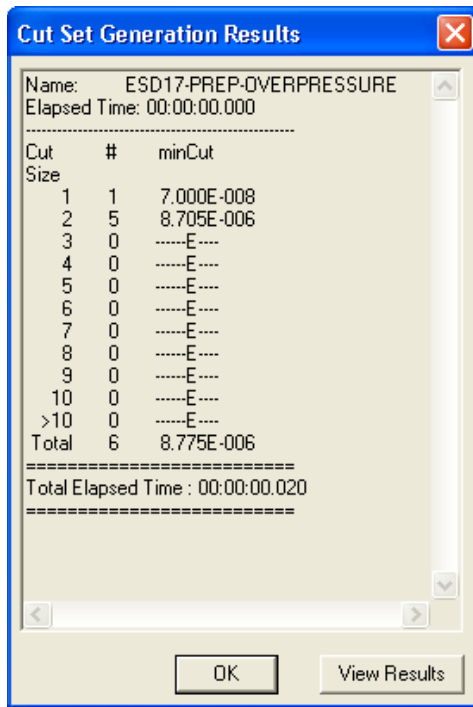 Cut Set Generation Results
Name: ESD17-PREP-OVERPRESSURE
Elapsed Time: 00:00:00.000
--------------------------------------------------
Cut # minCut
Size
1 1 7.000E-008
2 5 8.705E-006
3 0 ------E----
4 0 ------E----
5 0 ------E----
6 0 ------E----
7 0 ------E----
8 0 ------E----
9 0 ------E----
10 0 ------E----
>10 0 ------E----
Total 6 8.775E-006
===========================
Total Elapsed Time : 00:00:00.020
===========================
OK View Results